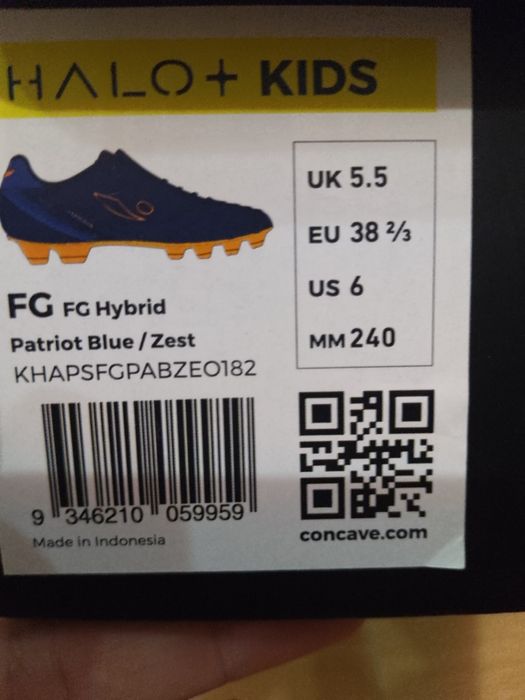 HALO+ KIDS
UK 5.5
EU 38 ⅔
US 6
MM 240
FG FG Hybrid
Patriot Blue / Zest
KHAPSFGPABZEO182
9 346210 059959
Made in Indonesia
concave.com